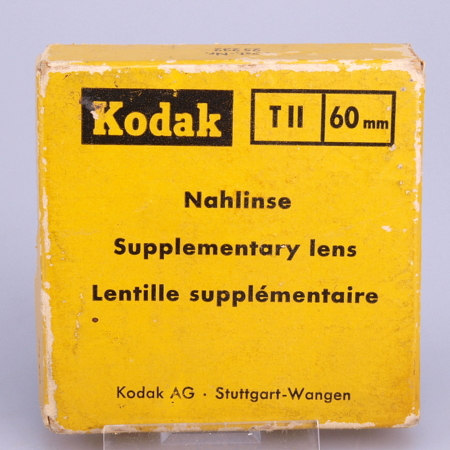 Kodak T II 60 mm
Nahlinse
Supplementary lens
Lentille supplémentaire
Kodak AG · Stuttgart-Wangen